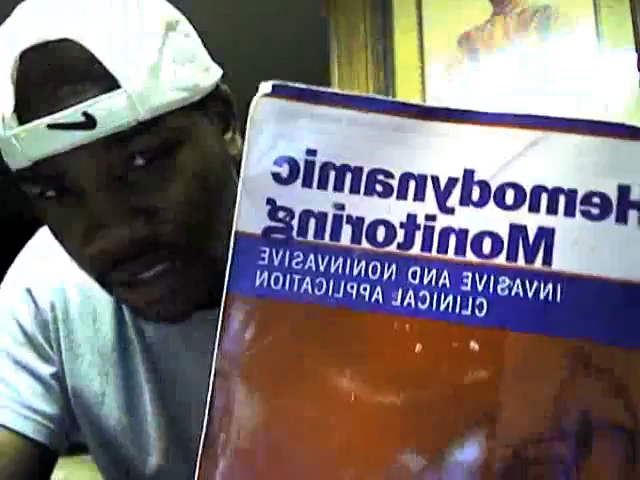 Hemodynamic
Monitoring
INVASIVE AND NONINVASIVE
CLINICAL APPLICATION